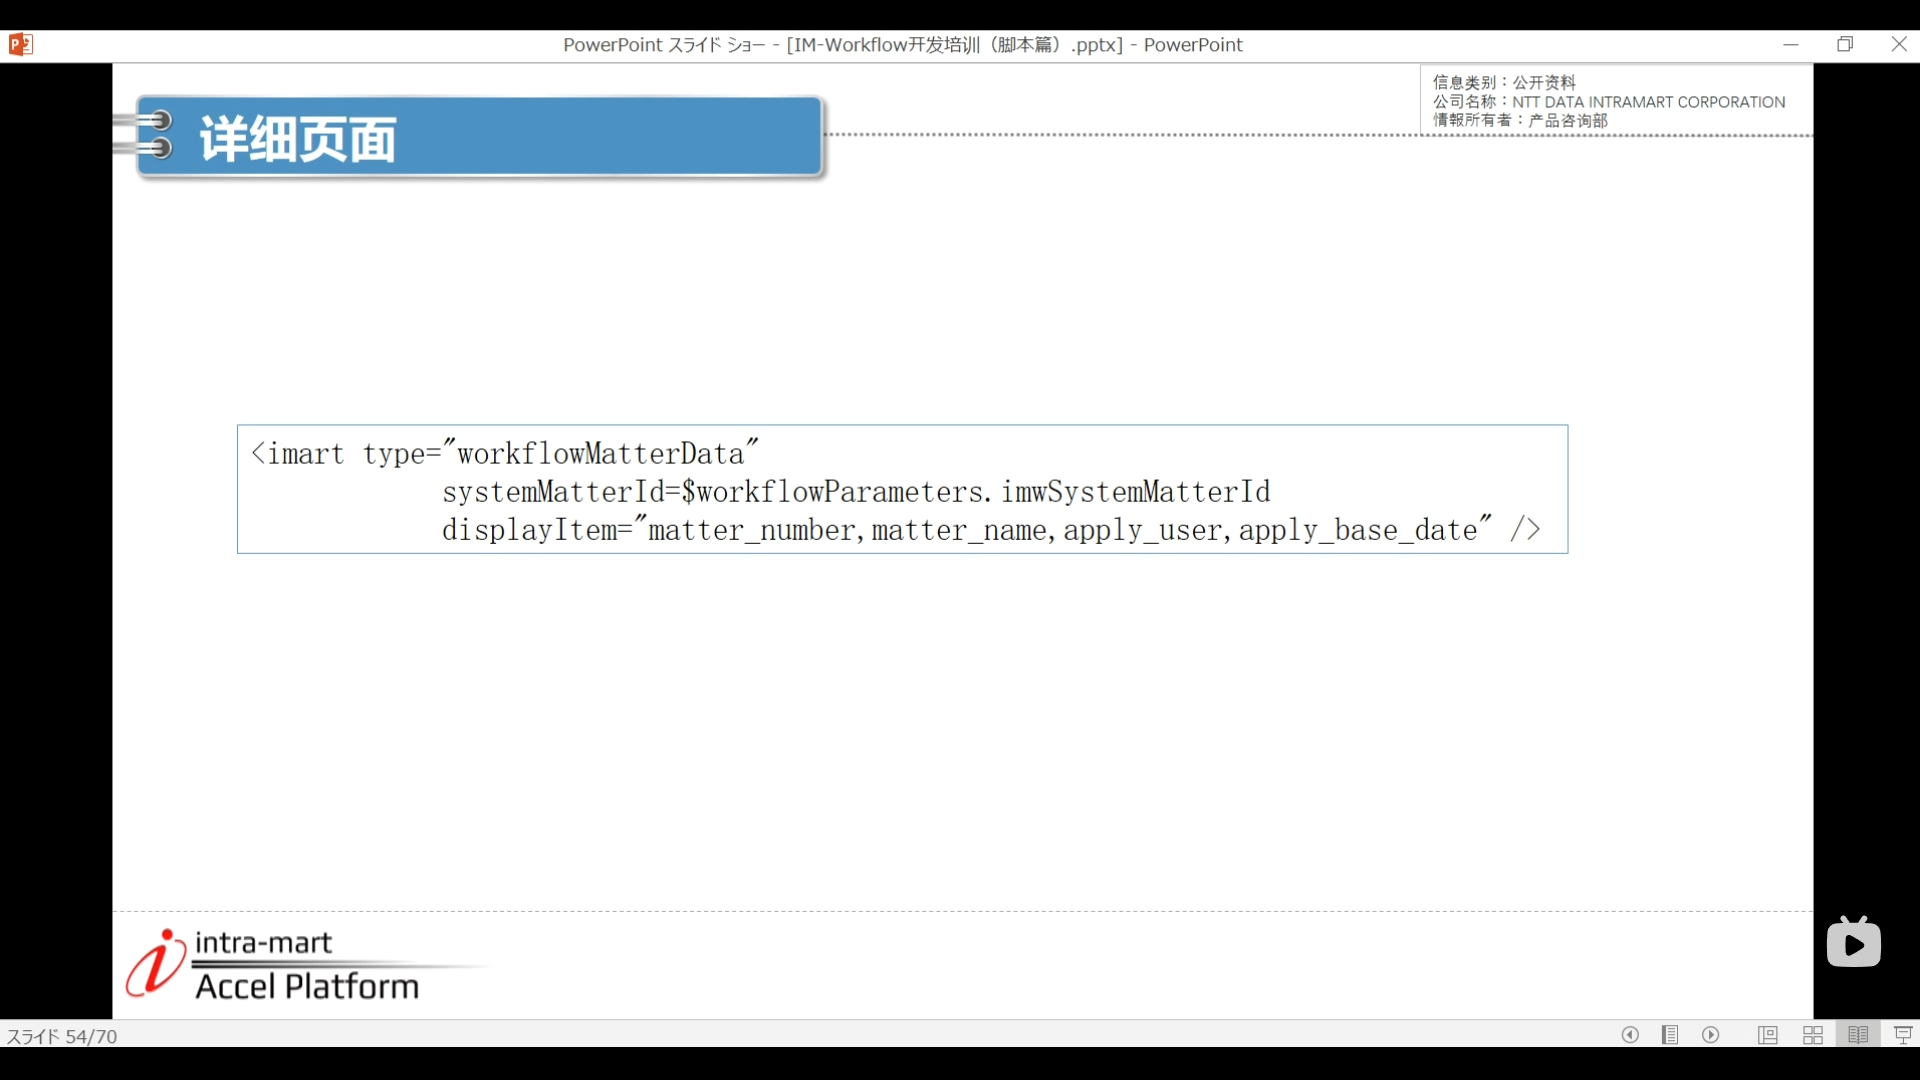 PowerPoint スライド ショー - [IM-Workflow开发培训（脚本篇）.pptx] - PowerPoint
信息类别：公开资料
公司名称：NTT DATA INTRAMART CORPORATION
情報所有者：产品咨询部
详细页面
<imart type="workflowMatterData"
systemMatterId=$workflowParameters.imwSystemMatterId
displayItem="matter_number,matter_name,apply_user,apply_base_date" />
intra-mart
Accel Platform
スライド 54/70